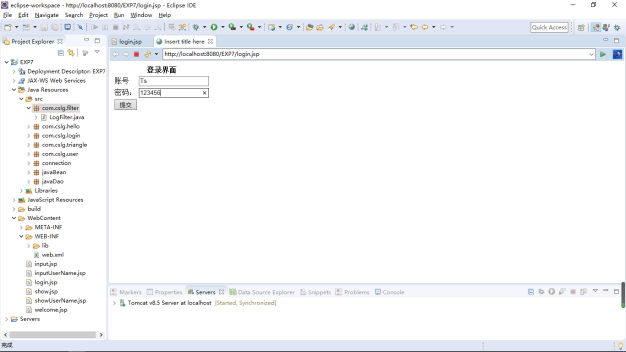 eclipse-workspace - http://localhost:8080/EXP7/login.jsp - Eclipse IDE
File Edit Navigate Search Project Run Window Help
Quick Access
Project Explorer
login.jsp
Insert title here
http://localhost:8080/EXP7/login.jsp
EXP7
Deployment Descriptor: EXP7
JAX-WS Web Services
Java Resources
src
com.cslg.filter
LogFilter.java
com.cslg.hello
com.cslg.login
com.cslg.triangle
com.cslg.user
connection
javaBean
javaDao
Libraries
JavaScript Resources
build
WebContent
META-INF
WEB-INF
lib
web.xml
input.jsp
inputUserName.jsp
login.jsp
show.jsp
showUserName.jsp
welcome.jsp
Servers
登录界面
账号 Ts
密码: 123456
提交
Markers Properties Servers Data Source Explorer Snippets Problems Console
Tomcat v8.5 Server at localhost [Started, Synchronized]
完成